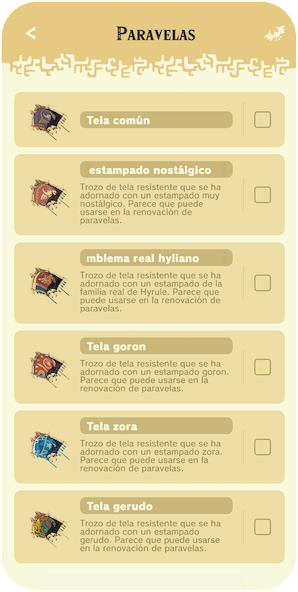 Paravelas
Tela común
estampado nostálgico
Trozo de tela resistente que se ha
adornado con un estampado muy
nostálgico. Parece que puede
usarse en la renovación de
paravelas.
mblema real hyliano
Trozo de tela resistente que se ha
adornado con un estampado de la
familia real de Hyrule. Parece que
puede usarse en la renovación de
paravelas.
Tela goron
Trozo de tela resistente que se ha
adornado con un estampado goron.
Parece que puede usarse en la
renovación de paravelas.
Tela zora
Trozo de tela resistente que se ha
adornado con un estampado zora.
Parece que puede usarse en la
renovación de paravelas.
Tela gerudo
Trozo de tela resistente que se ha
adornado con un estampado
gerudo. Parece que puede usarse
en la renovación de paravelas.